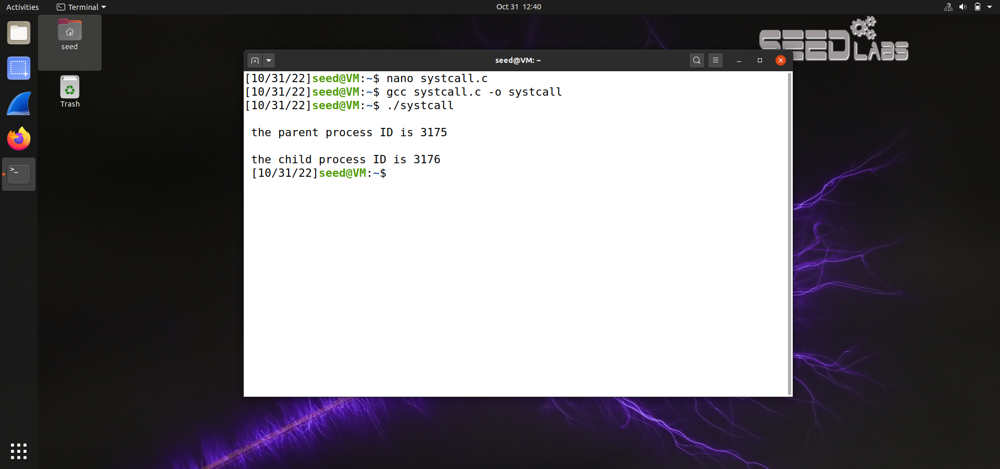 Activities
Terminal
Oct 31 12:40
seed
Trash
SEED LABS
seed@VM: ~
[10/31/22]seed@VM:~$ nano systcall.c
[10/31/22]seed@VM:~$ gcc systcall.c -o systcall
[10/31/22]seed@VM:~$ ./systcall
the parent process ID is 3175
the child process ID is 3176
[10/31/22]seed@VM:~$